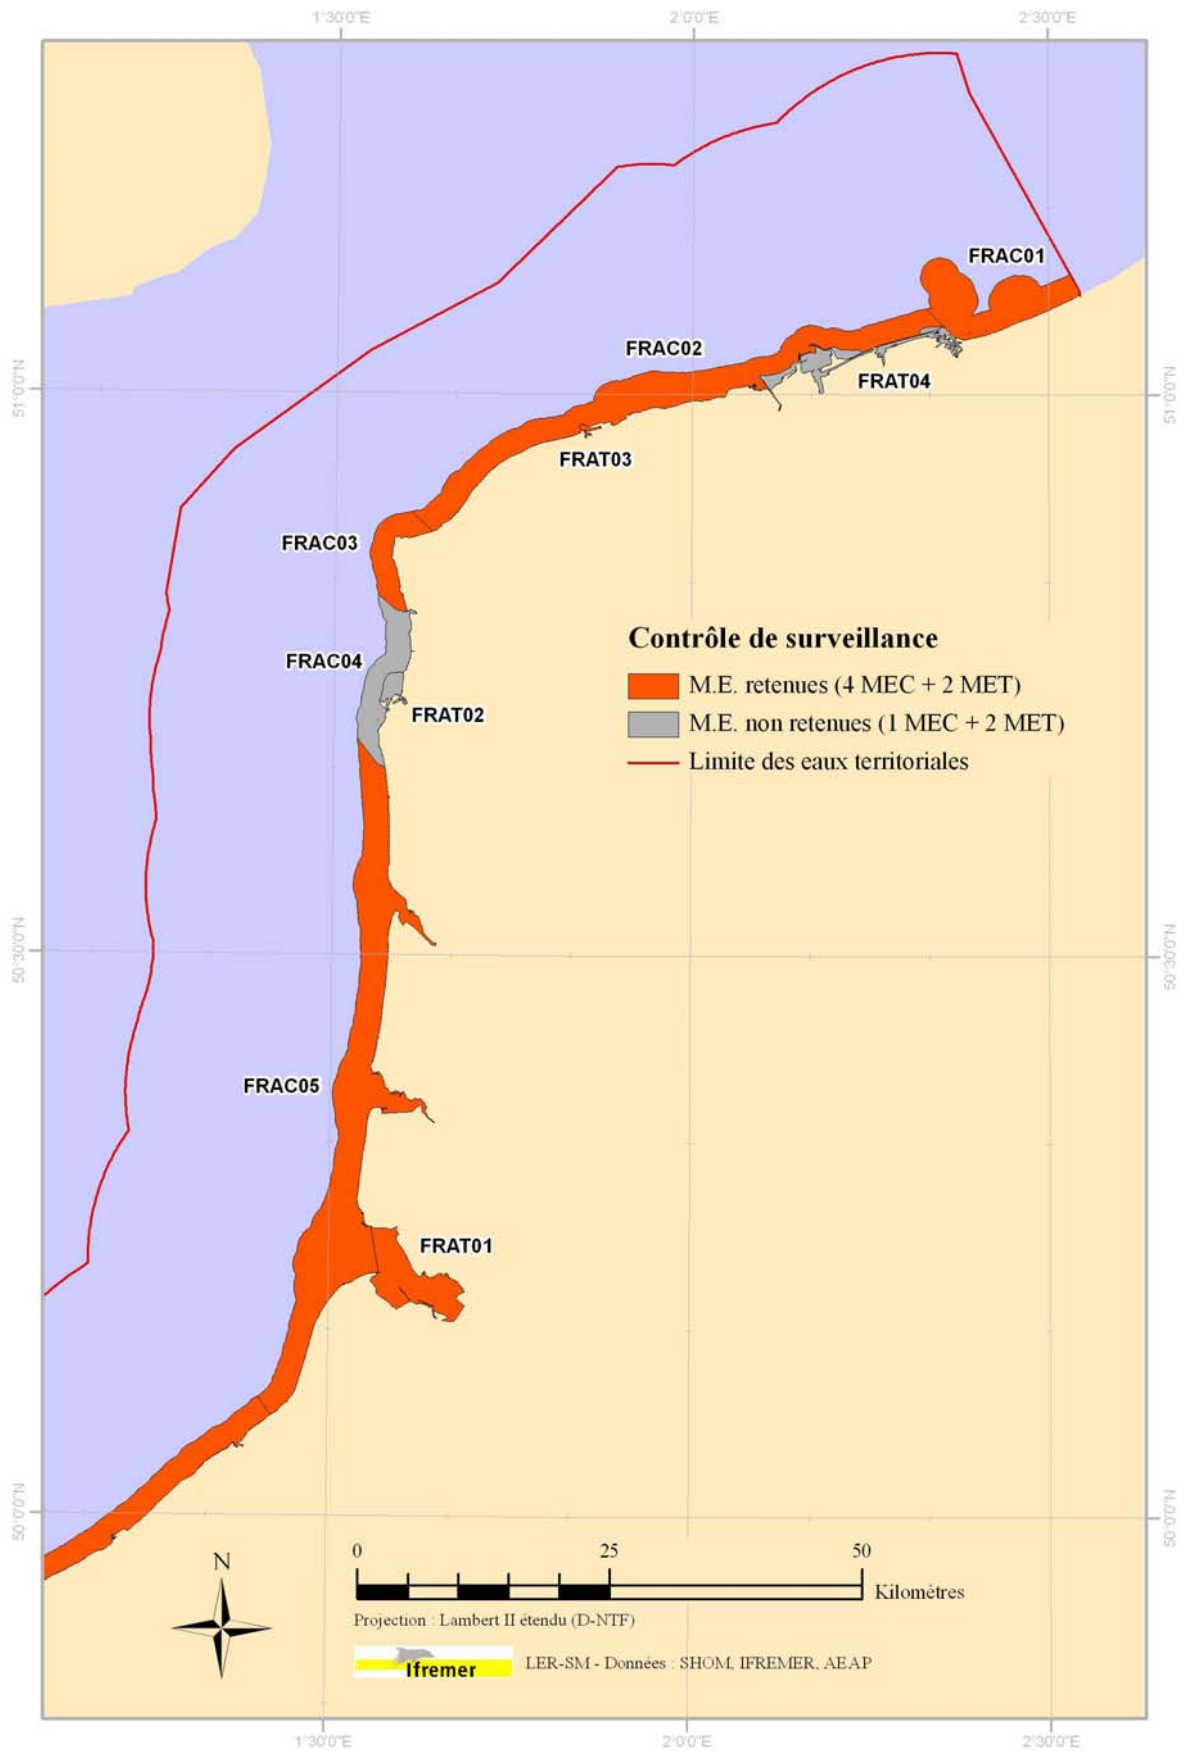 1°30'0"E
2°0'0"E
2°30'0"E
FRAC01
FRAC02
FRAT04
51°0'0"N
51°0'0"N
FRAT03
FRAC03
Contrôle de surveillance
FRAC04
M.E. retenues (4 MEC + 2 MET)
FRAT02
M.E. non retenues (1 MEC + 2 MET)
Limite des eaux territoriales
50°30'0"N
50°30'0"N
FRAC05
FRAT01
50°0'0"N
50°0'0"N
N
0 25 50
Kilomètres
Projection : Lambert II étendu (D-NTF)
Ifremer
LER-SM - Données : SHOM, IFREMER, AEAP
1°30'0"E
2°0'0"E
2°30'0"E